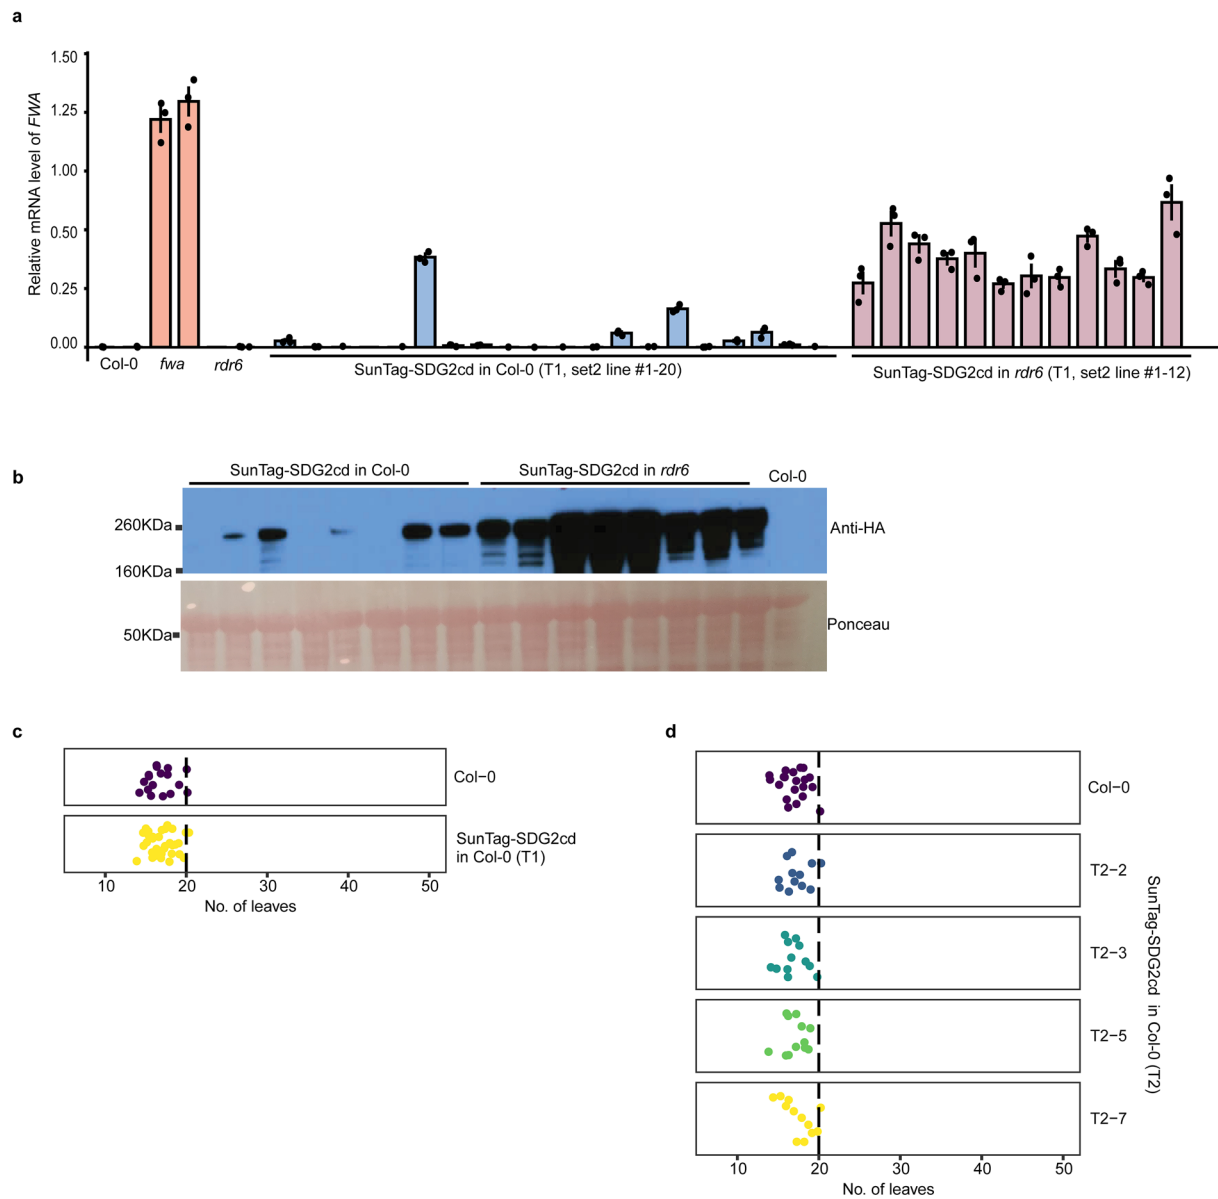 a
Relative mRNA level of FWA
1.50
1.25
1.00
0.50
0.25
0.00
Col-0
fwa
rdr6
SunTag-SDG2cd in Col-0 (T1, set2 line #1-20)
SunTag-SDG2cd in rdr6 (T1, set2 line #1-12)
b
SunTag-SDG2cd in Col-0
SunTag-SDG2cd in rdr6
Col-0
260KDa
160KDa
Anti-HA
50KDa
Ponceau
c
Col−0
SunTag-SDG2cd
in Col-0 (T1)
10 20 30 40 50
No. of leaves
d
Col−0
T2−2
T2−3
T2−5
T2−7
SunTag-SDG2cd in Col-0 (T2)
10 20 30 40 50
No. of leaves